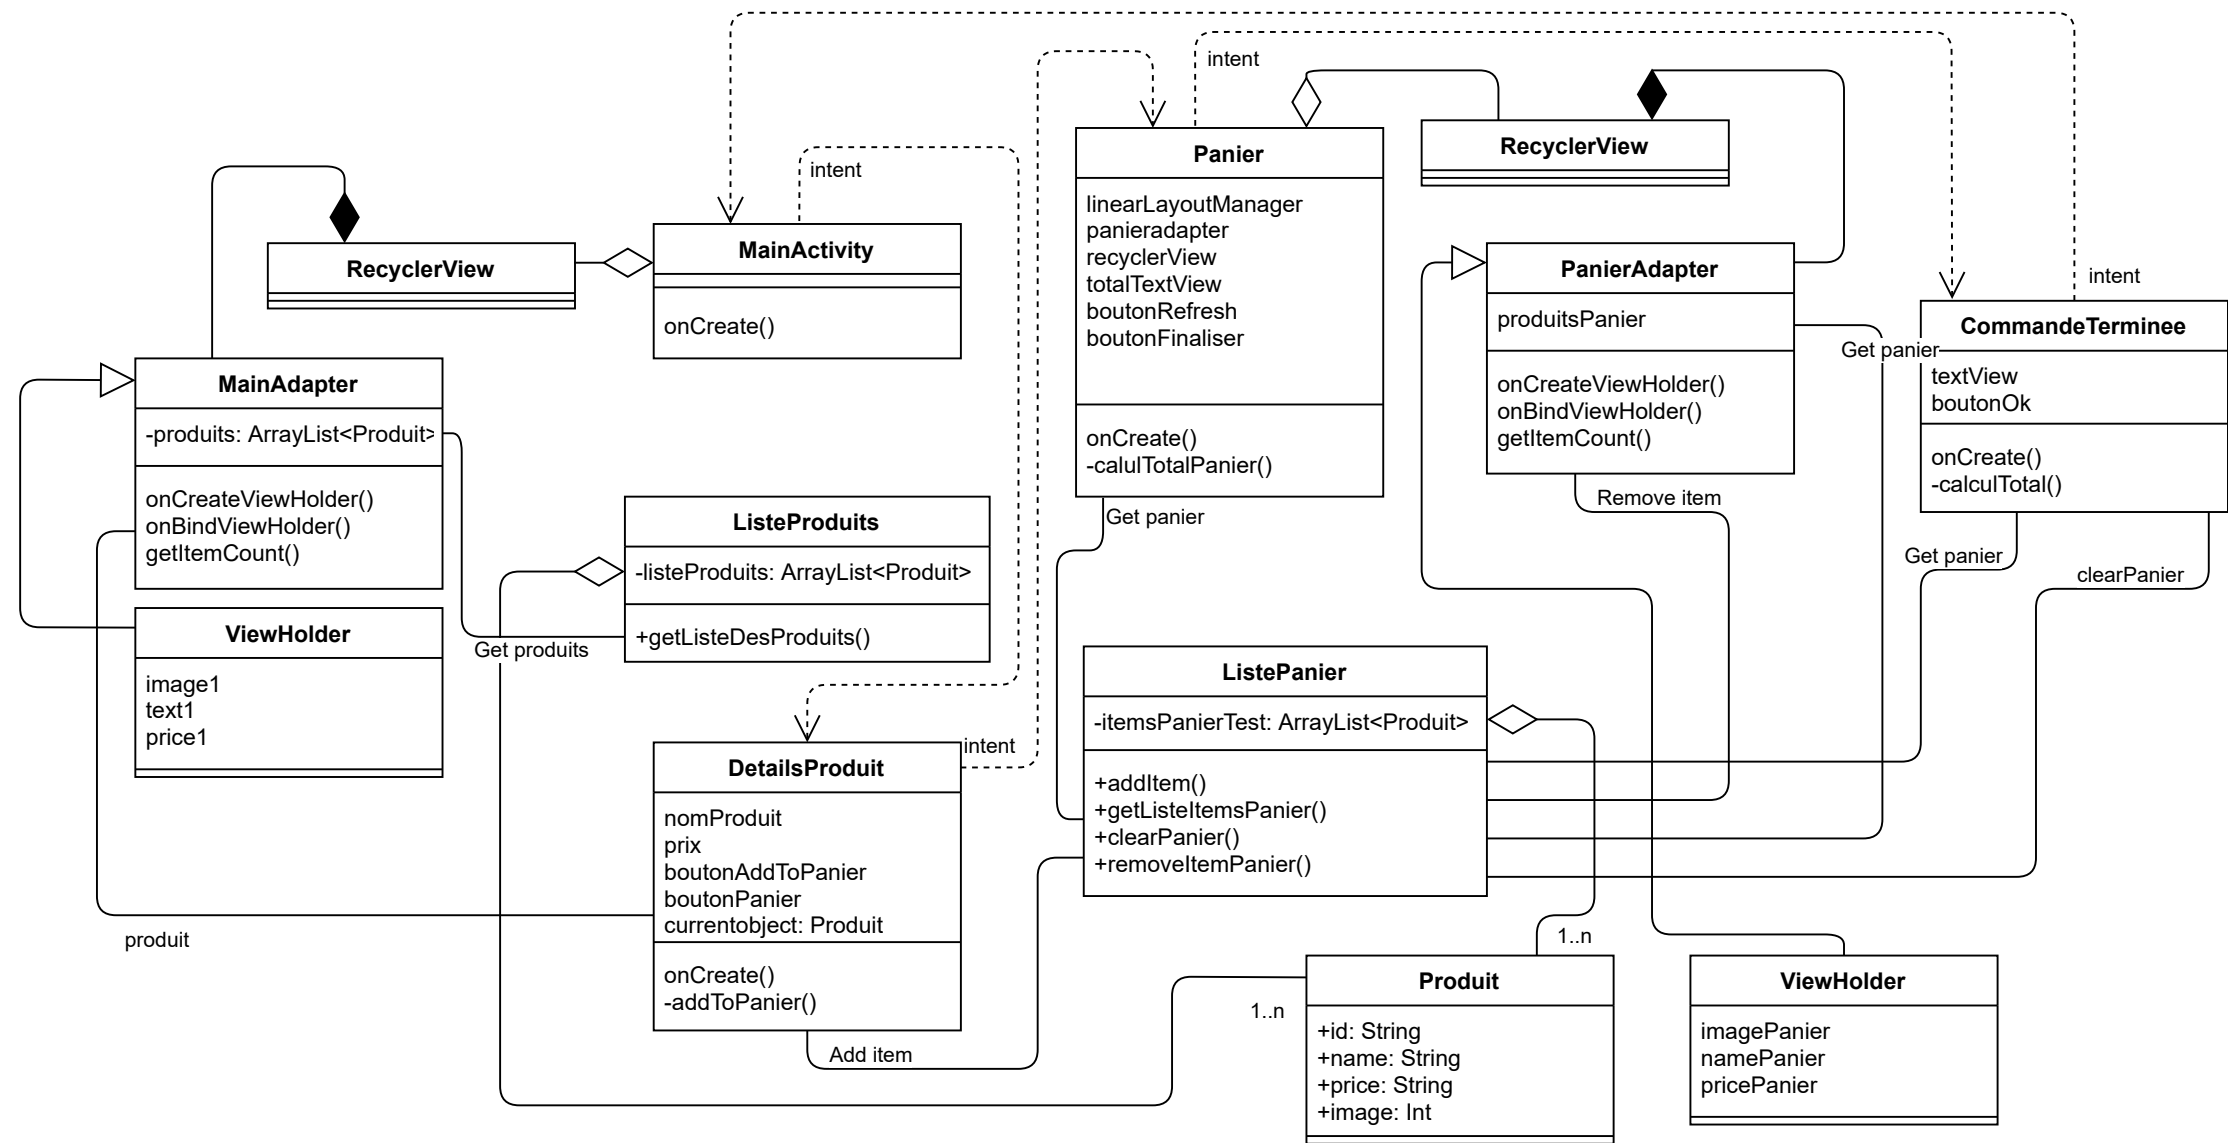 intent
intent
intent
RecyclerView
MainActivity
onCreate()
Panier
linearLayoutManager
panieradapter
recyclerView
totalTextView
boutonRefresh
boutonFinaliser
onCreate()
-calulTotalPanier()
RecyclerView
PanierAdapter
produitsPanier
onCreateViewHolder()
onBindViewHolder()
getItemCount()
Get panier
CommandeTerminee
textView
boutonOk
onCreate()
-calculTotal()
MainAdapter
-produits: ArrayList<Produit>
onCreateViewHolder()
onBindViewHolder()
getItemCount()
ViewHolder
image1
text1
price1
ListeProduits
-listeProduits: ArrayList<Produit>
+getListeDesProduits()
Get produits
Get panier
Remove item
Get panier
clearPanier
ListePanier
-itemsPanierTest: ArrayList<Produit>
+addItem()
+getListeItemsPanier()
+clearPanier()
+removeItemPanier()
intent
DetailsProduit
nomProduit
prix
boutonAddToPanier
boutonPanier
currentobject: Produit
onCreate()
-addToPanier()
produit
Add item
1..n
1..n
Produit
+id: String
+name: String
+price: String
+image: Int
ViewHolder
imagePanier
namePanier
pricePanier